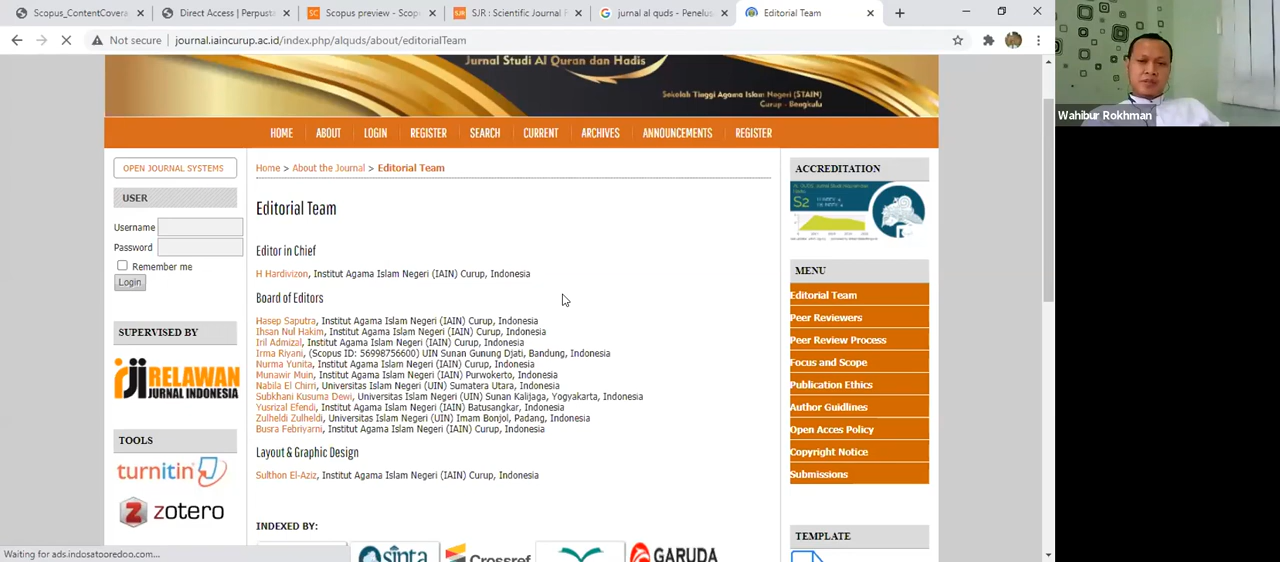 Scopus_ContentCovera
Direct Access | Perpusta
Scopus preview - Scop
SJR : Scientific Journal F
jurnal al quds - Penelus
Editorial Team
Not secure | journal.iaincurup.ac.id/index.php/alquds/about/editorialTeam
Wahibur Rokhman
Jurnal Studi Al Quran dan Hadis
Sekolah Tinggi Agama Islam Negeri (STAIN)
Curup - Bengkulu
HOME ABOUT LOGIN REGISTER SEARCH CURRENT ARCHIVES ANNOUNCEMENTS REGISTER
OPEN JOURNAL SYSTEMS
USER
Username
Password
Remember me
Login
SUPERVISED BY
RELAWAN
JURNAL INDONESIA
TOOLS
turnitin
zotero
Home > About the Journal > Editorial Team
Editorial Team
Editor in Chief
H Hardivizon, Institut Agama Islam Negeri (IAIN) Curup, Indonesia
Board of Editors
Hasep Saputra, Institut Agama Islam Negeri (IAIN) Curup, Indonesia
Ihsan Nul Hakim, Institut Agama Islam Negeri (IAIN) Curup, Indonesia
Iril Admizal, Institut Agama Islam Negeri (IAIN) Curup, Indonesia
Irma Riyani, (Scopus ID: 56998756600) UIN Sunan Gunung Djati, Bandung, Indonesia
Nurma Yunita, Institut Agama Islam Negeri (IAIN) Curup, Indonesia
Munawir Muin, Institut Agama Islam Negeri (IAIN) Purwokerto, Indonesia
Nabila El Chirri, Universitas Islam Negeri (UIN) Sumatera Utara, Indonesia
Subkhani Kusuma Dewi, Universitas Islam Negeri (UIN) Sunan Kalijaga, Yogyakarta, Indonesia
Yusrizal Efendi, Institut Agama Islam Negeri (IAIN) Batusangkar, Indonesia
Zulheldi Zulheldi, Universitas Islam Negeri (UIN) Imam Bonjol, Padang, Indonesia
Busra Febriyarni, Institut Agama Islam Negeri (IAIN) Curup, Indonesia
Layout & Graphic Design
Sulthon El-Aziz, Institut Agama Islam Negeri (IAIN) Curup, Indonesia
INDEXED BY:
sinta
Crossref
GARUDA
ACCREDITATION
S2
MENU
Editorial Team
Peer Reviewers
Peer Review Process
Focus and Scope
Publication Ethics
Author Guidlines
Open Acces Policy
Copyright Notice
Submissions
TEMPLATE
Waiting for ads.indosatooredoo.com...